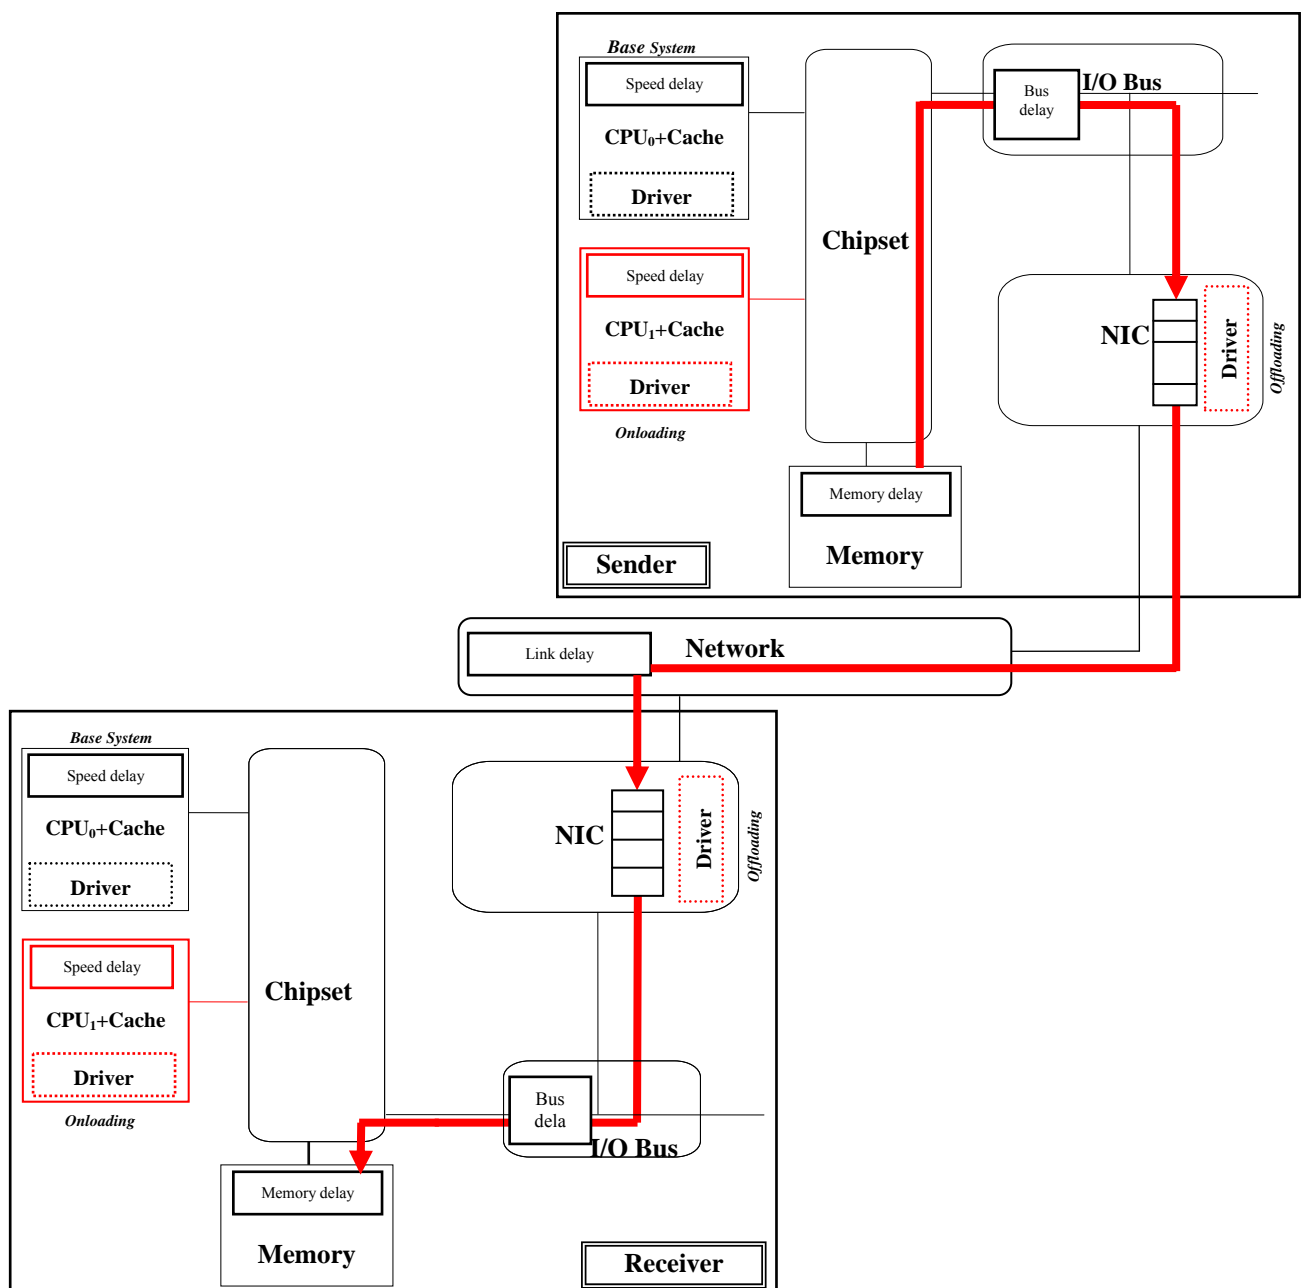 Base System
Speed delay
CPU₀+Cache
Driver
Speed delay
CPU₁+Cache
Driver
Onloading
Chipset
Memory delay
Memory
I/O Bus
Bus
delay
NIC
Driver
Offloading
Sender
Link delay
Network
Base System
Speed delay
CPU₀+Cache
Driver
Speed delay
CPU₁+Cache
Driver
Onloading
Chipset
NIC
Driver
Offloading
Bus
dela
I/O Bus
Memory delay
Memory
Receiver